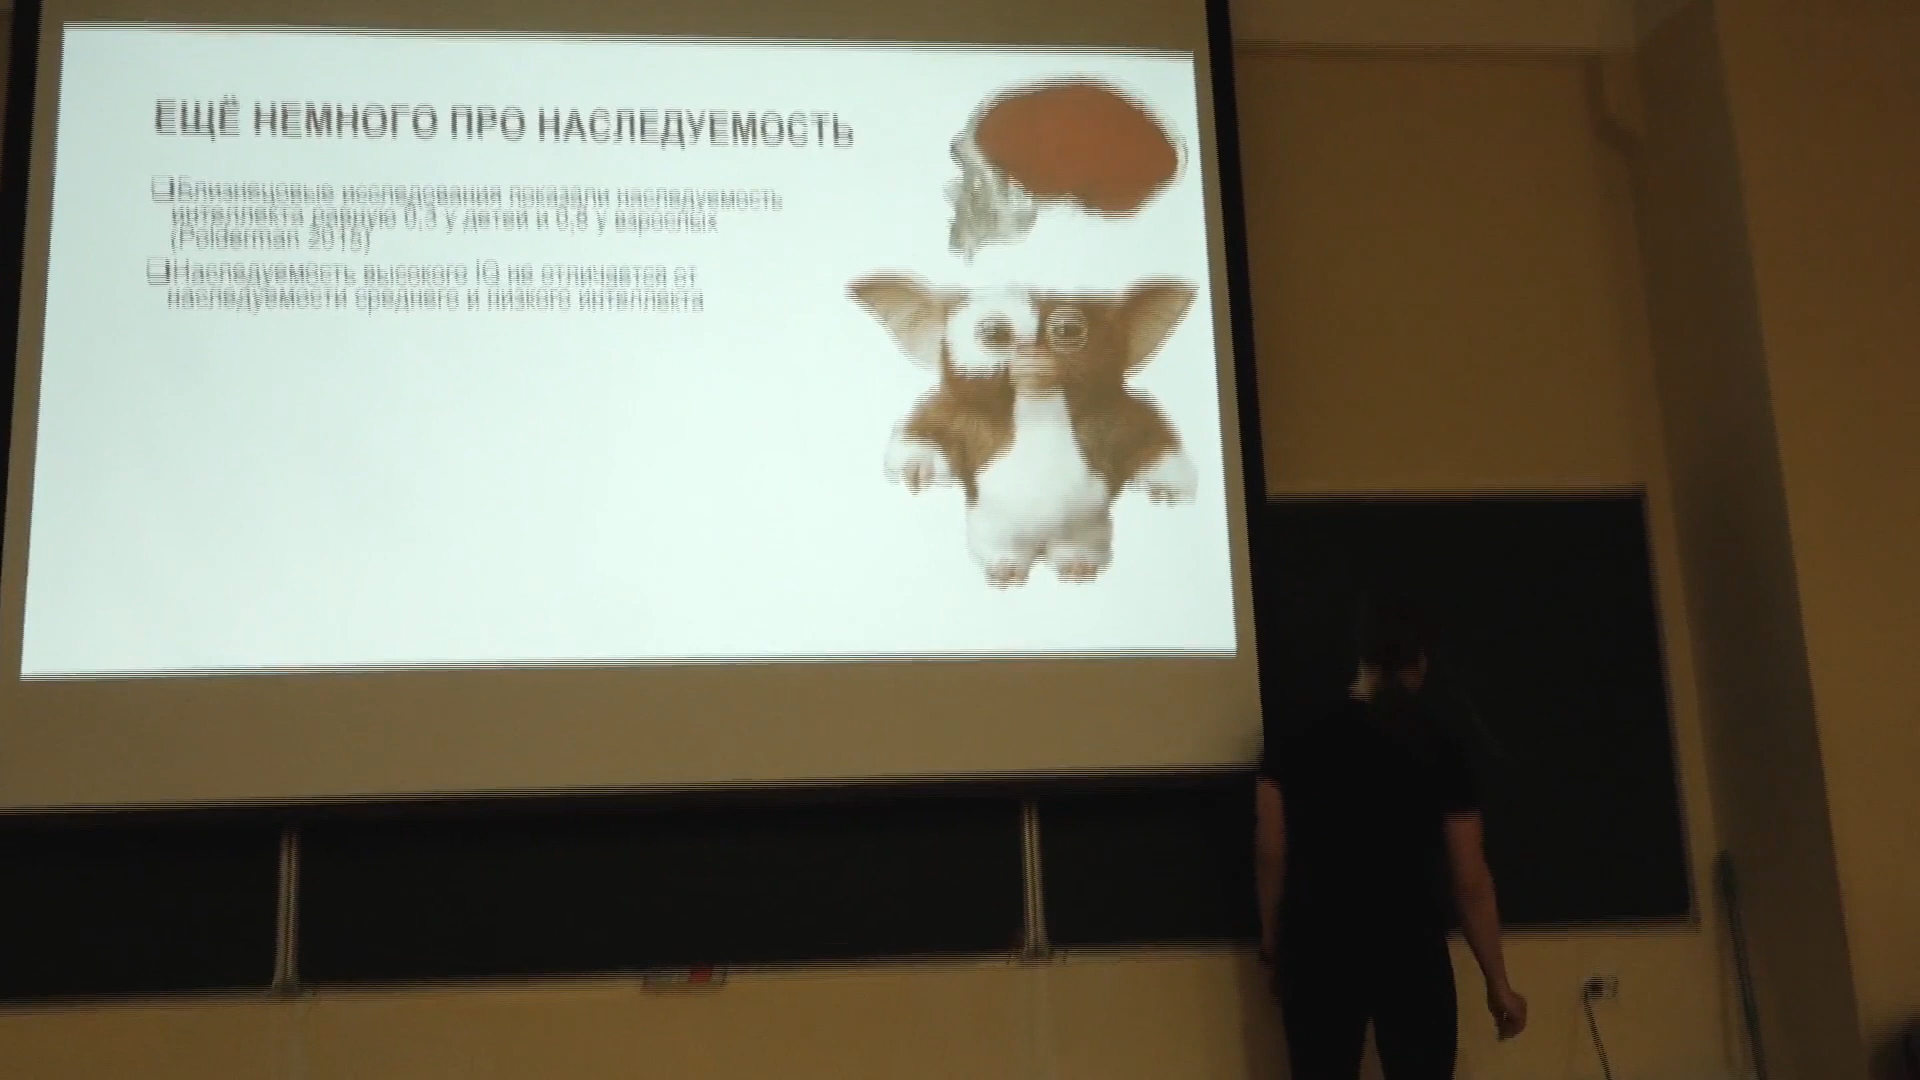 ЕЩЁ НЕМНОГО ПРО НАСЛЕДУЕМОСТЬ
Близнецовые исследования показали наследуемость
интеллекта равную 0,3 у детей и 0,8 у взрослых
(Polderman
Наследуемость высокого IQ не отличается от
наследуемости среднего и низкого интеллекта